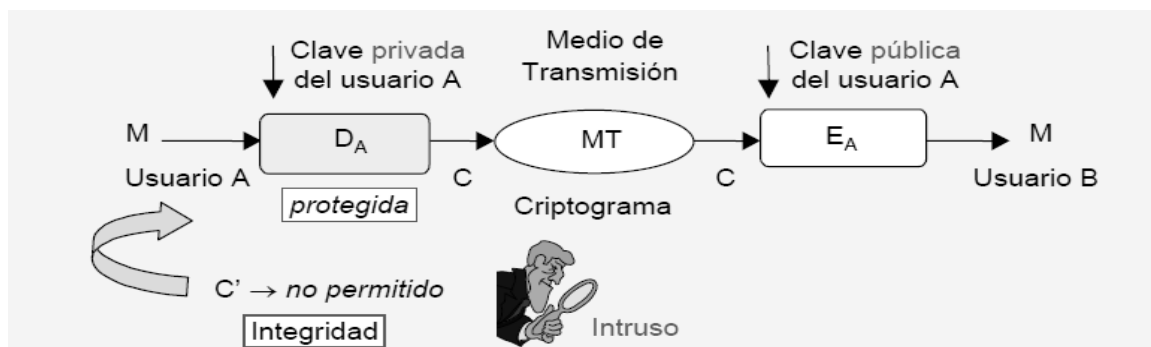 Clave privada
del usuario A
Medio de
Transmisión
Clave pública
del usuario A
M
D_A
C
MT
C
E_A
M
Usuario A
protegida
Criptograma
Usuario B
C’ → no permitido
Integridad
Intruso